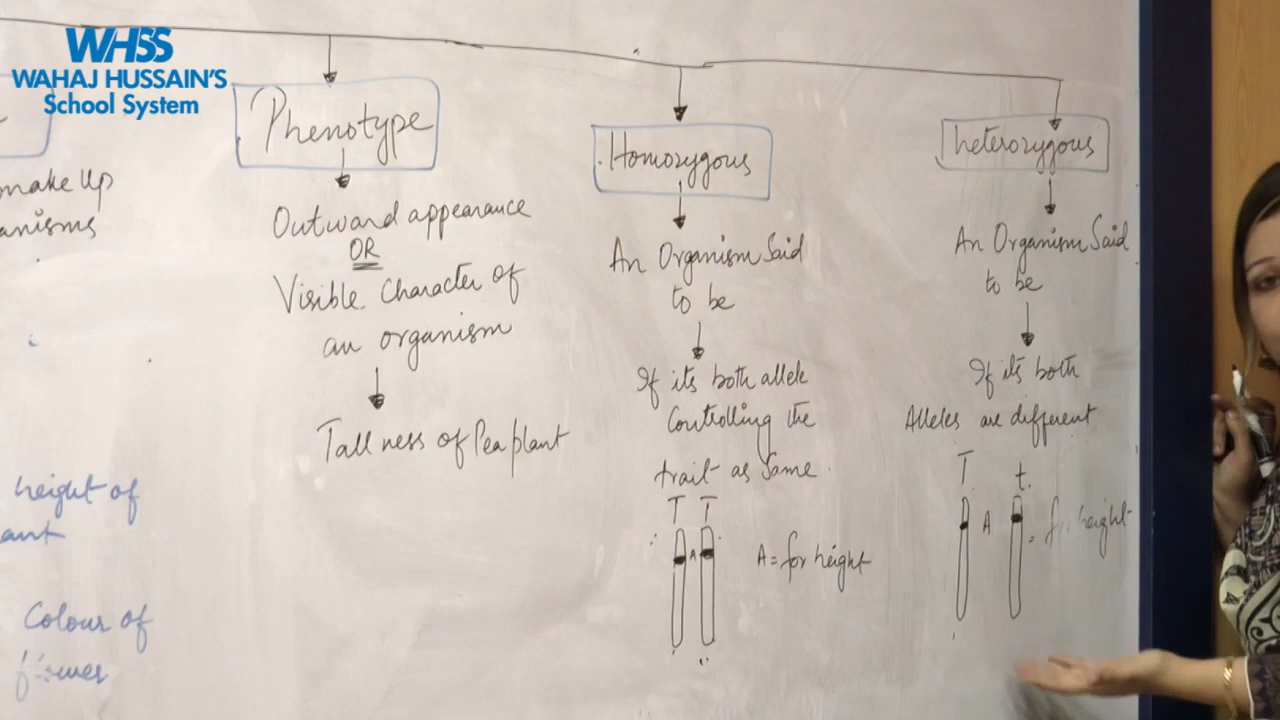 WHSS
WAHAJ HUSSAIN'S
School System
make Up
anisms
height of
ant
Colour of
flower
Phenotype
Outward appearance
OR
Visible Character of
an organism
Tallness of Pea plant
Homozygous
An Organism Said
to be
If its both allele
Controlling the
trait as Same.
T T
A
A = for height
heterozygous
An Organism Said
to be
If its both
Alleles are different
T t.
A
= for height